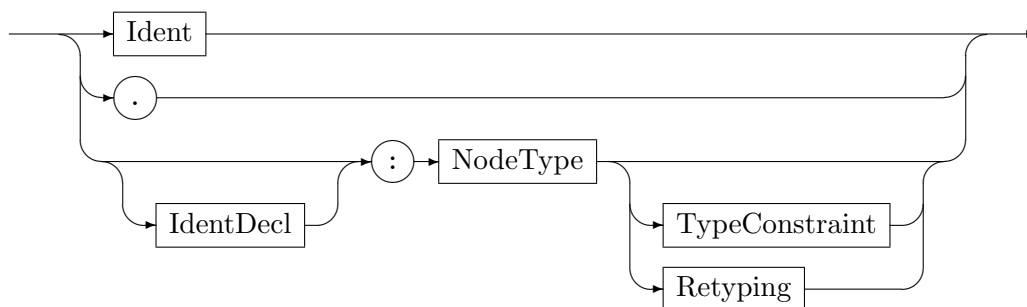 Ident
.
: NodeType
IdentDecl TypeConstraint
Retyping